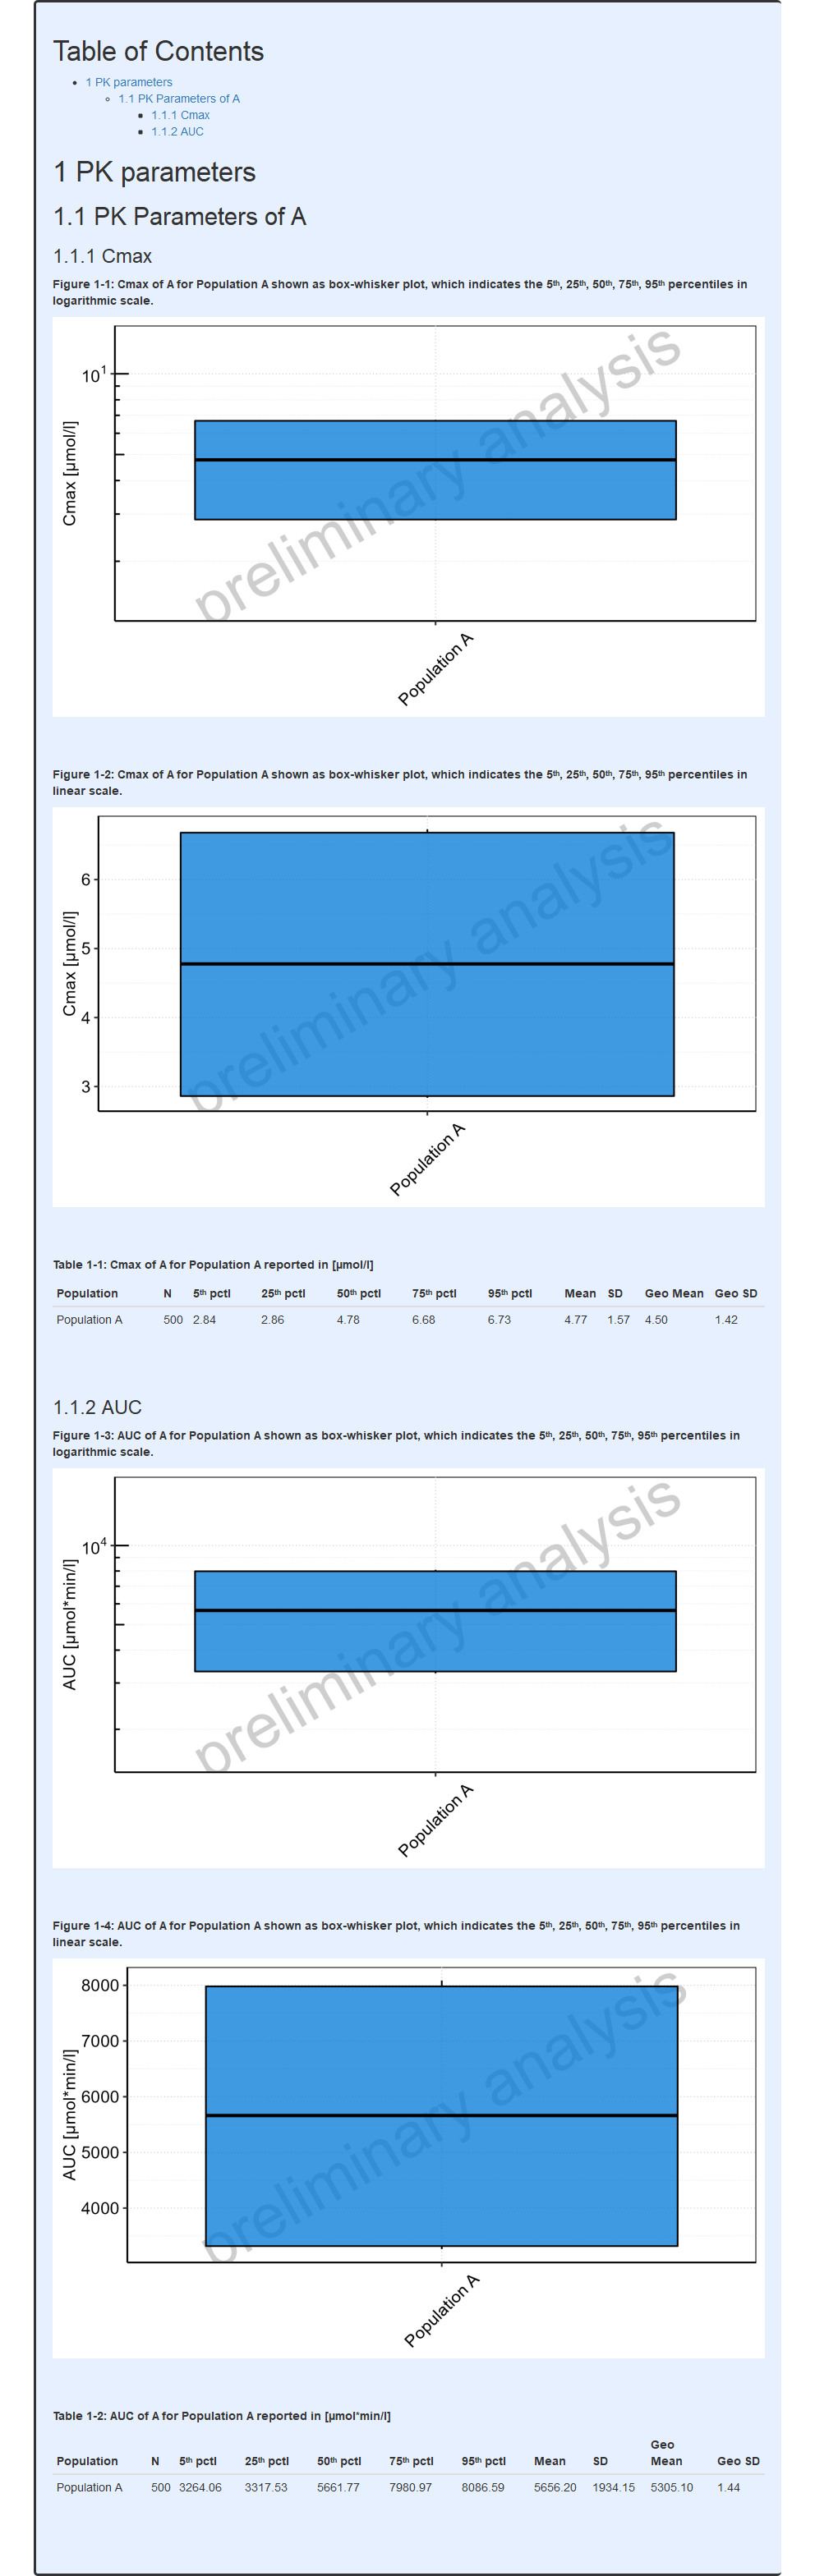 Table of Contents
1 PK parameters
1.1 PK Parameters of A
1.1.1 Cmax
1.1.2 AUC
1 PK parameters
1.1 PK Parameters of A
1.1.1 Cmax
Figure 1-1: Cmax of A for Population A shown as box-whisker plot, which indicates the 5th, 25th, 50th, 75th, 95th percentiles in
logarithmic scale.
10^1
Cmax [µmol/l]
preliminary analysis
Population A
Figure 1-2: Cmax of A for Population A shown as box-whisker plot, which indicates the 5th, 25th, 50th, 75th, 95th percentiles in
linear scale.
6
5
4
3
Cmax [µmol/l]
preliminary analysis
Population A
Table 1-1: Cmax of A for Population A reported in [µmol/l]
Population N 5th pctl 25th pctl 50th pctl 75th pctl 95th pctl Mean SD Geo Mean Geo SD
Population A 500 2.84 2.86 4.78 6.68 6.73 4.77 1.57 4.50 1.42
1.1.2 AUC
Figure 1-3: AUC of A for Population A shown as box-whisker plot, which indicates the 5th, 25th, 50th, 75th, 95th percentiles in
logarithmic scale.
10^4
AUC [µmol*min/l]
preliminary analysis
Population A
Figure 1-4: AUC of A for Population A shown as box-whisker plot, which indicates the 5th, 25th, 50th, 75th, 95th percentiles in
linear scale.
8000
7000
6000
5000
4000
AUC [µmol*min/l]
preliminary analysis
Population A
Table 1-2: AUC of A for Population A reported in [µmol*min/l]
Population N 5th pctl 25th pctl 50th pctl 75th pctl 95th pctl Mean SD Geo Mean Geo SD
Population A 500 3264.06 3317.53 5661.77 7980.97 8086.59 5656.20 1934.15 5305.10 1.44